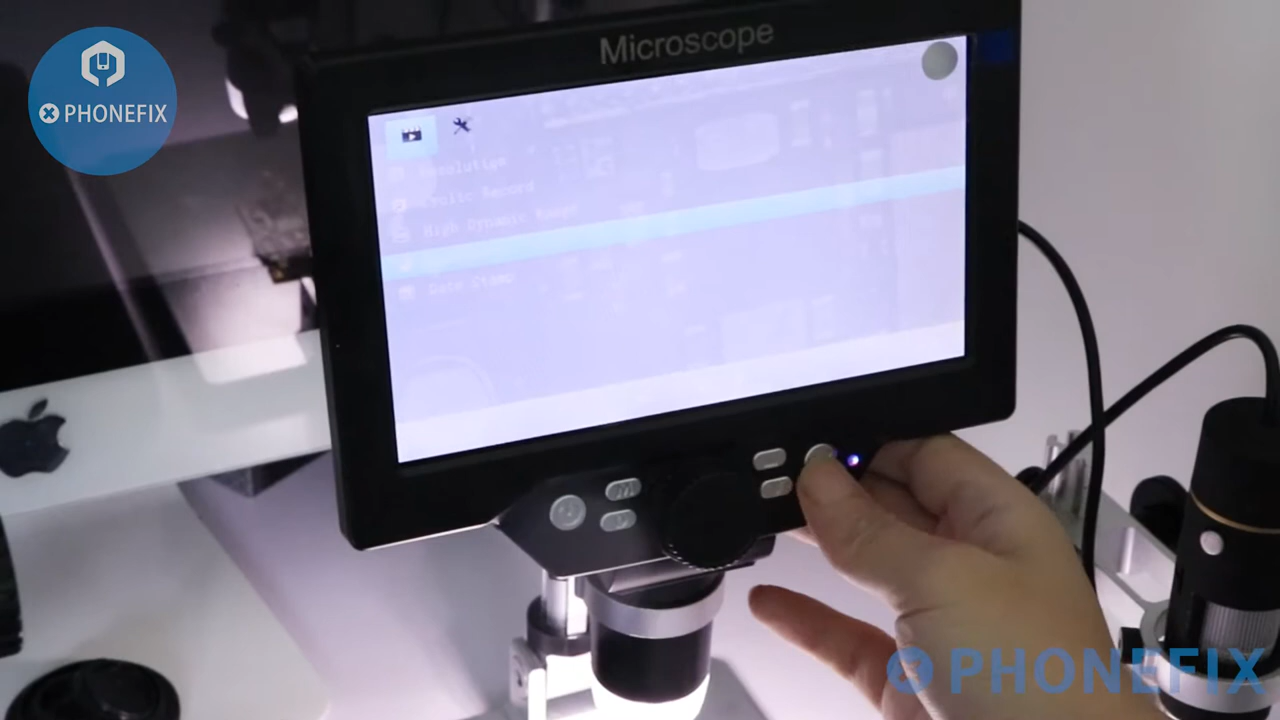 PHONEFIX
Microscope
Resolution
Cyclic Record
High Dynamic Range
Date Stamp
PHONEFIX